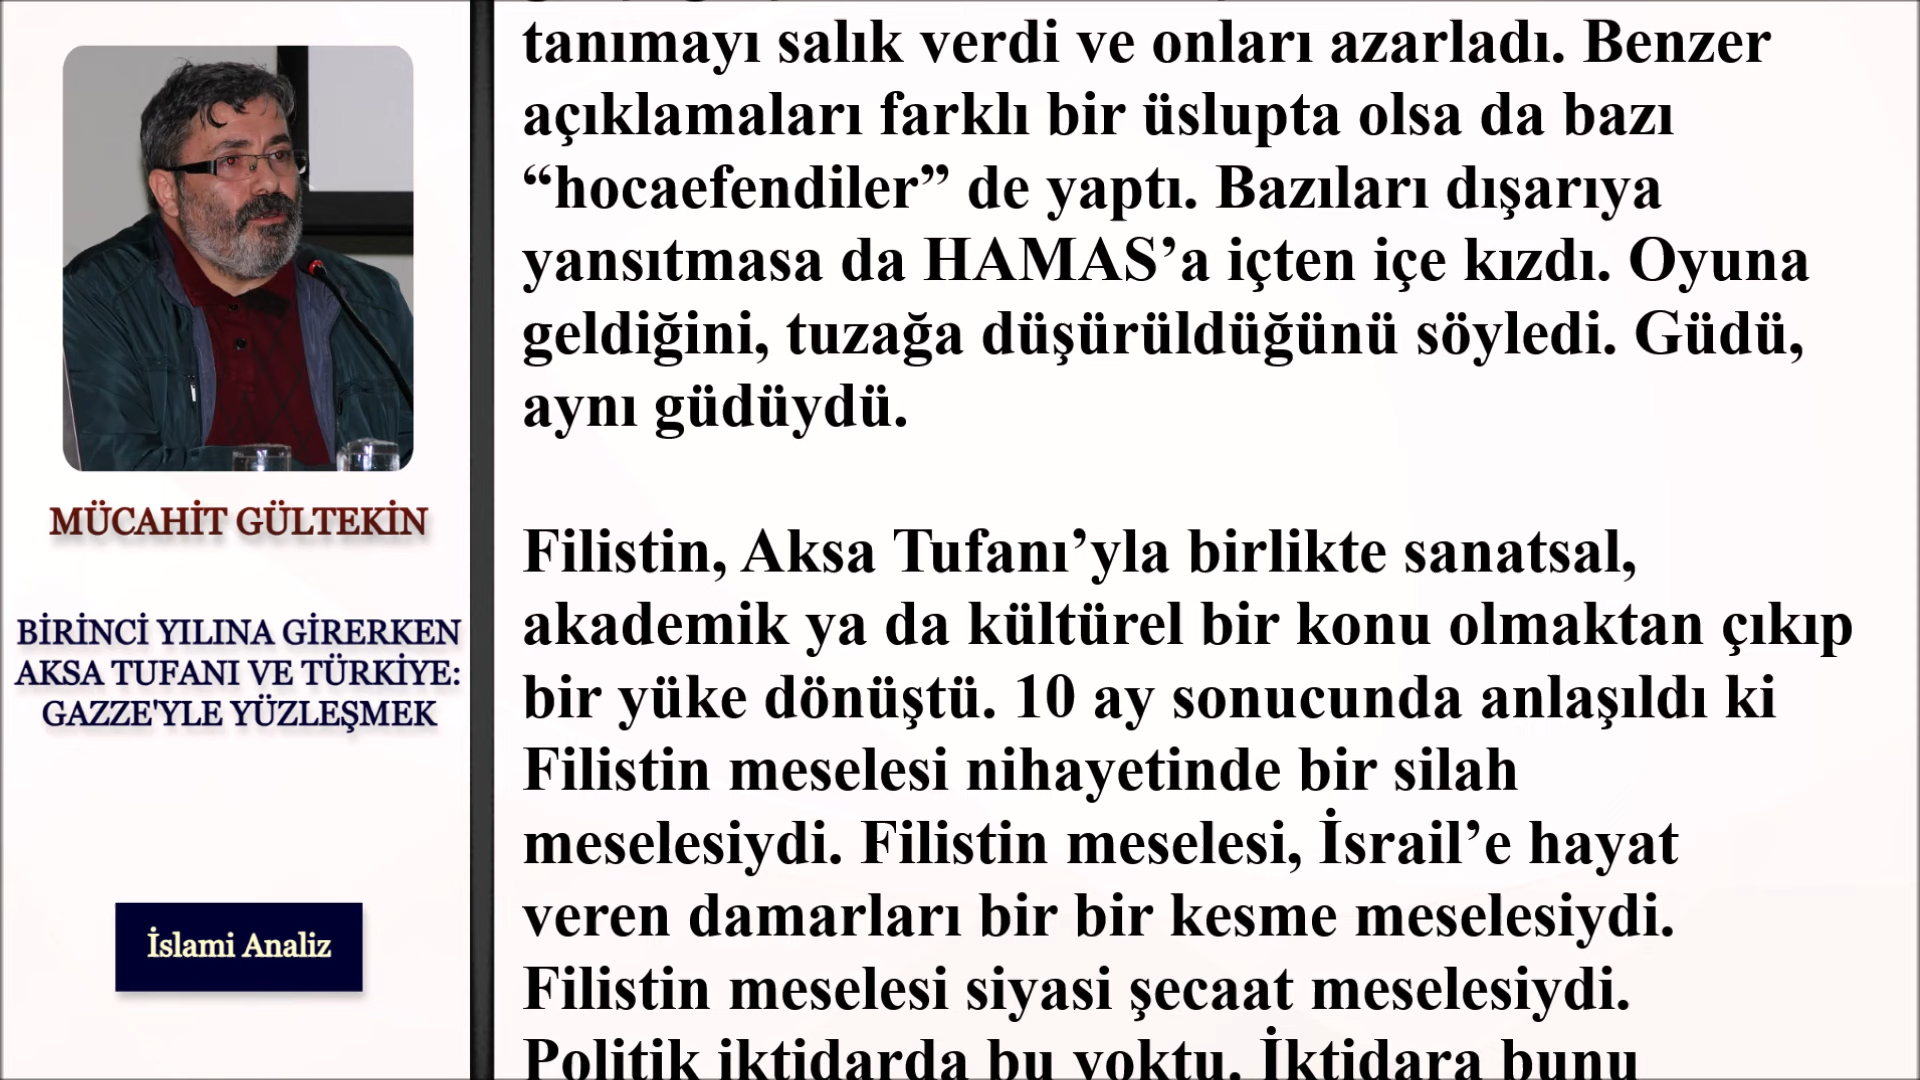 MÜCAHİT GÜLTEKİN
BİRİNCİ YILINA GİRERKEN
AKSA TUFANI VE TÜRKİYE:
GAZZE'YLE YÜZLEŞMEK
İslami Analiz
tanımayı salık verdi ve onları azarladı. Benzer
açıklamaları farklı bir üslupta olsa da bazı
“hocaefendiler” de yaptı. Bazıları dışarıya
yansıtmasa da HAMAS’a içten içe kızdı. Oyuna
geldiğini, tuzağa düşürüldüğünü söyledi. Güdü,
aynı güdüydü.
Filistin, Aksa Tufanı’yla birlikte sanatsal,
akademik ya da kültürel bir konu olmaktan çıkıp
bir yüke dönüştü. 10 ay sonucunda anlaşıldı ki
Filistin meselesi nihayetinde bir silah
meselesiydi. Filistin meselesi, İsrail’e hayat
veren damarları bir bir kesme meselesiydi.
Filistin meselesi siyasi şecaat meselesiydi.
Politik iktidarda bu yoktu. İktidara bunu